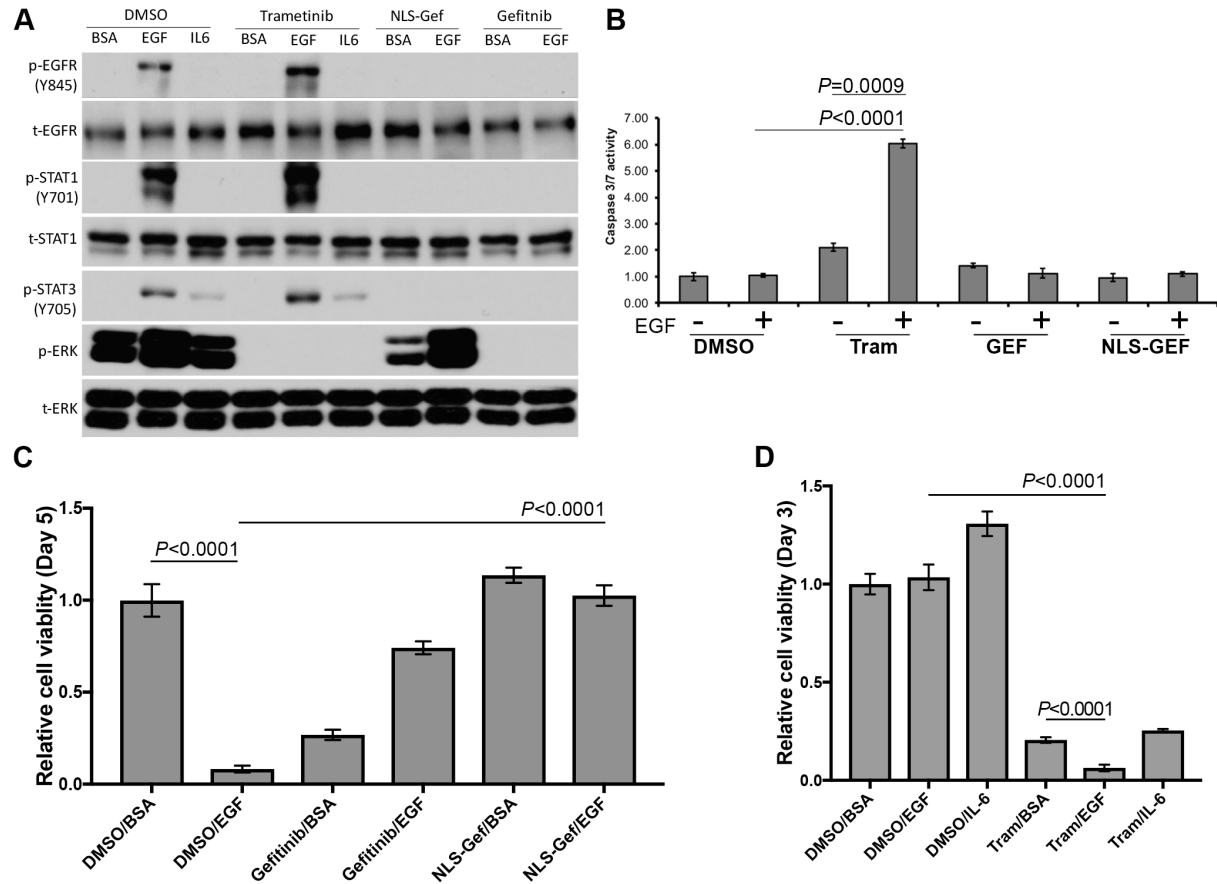 A
DMSO Trametinib NLS-Gef Gefitnib
BSA EGF IL6 BSA EGF IL6 BSA EGF BSA EGF
p-EGFR
(Y845)
t-EGFR
p-STAT1
(Y701)
t-STAT1
p-STAT3
(Y705)
p-ERK
t-ERK
B
P=0.0009
P<0.0001
Caspase 3/7 activity
7.00
6.00
5.00
4.00
3.00
2.00
1.00
0.00
EGF - + - + - + - +
DMSO Tram GEF NLS-GEF
C
Relative cell viablity (Day 5)
1.5
1.0
0.5
0.0
P<0.0001
P<0.0001
DMSO/BSA
DMSO/EGF
Gefitinib/BSA
Gefitinib/EGF
NLS-Gef/BSA
NLS-Gef/EGF
D
Relative cell viablity (Day 3)
1.5
1.0
0.5
0.0
P<0.0001
P<0.0001
DMSO/BSA
DMSO/EGF
DMSO/IL-6
Tram/BSA
Tram/EGF
Tram/IL-6